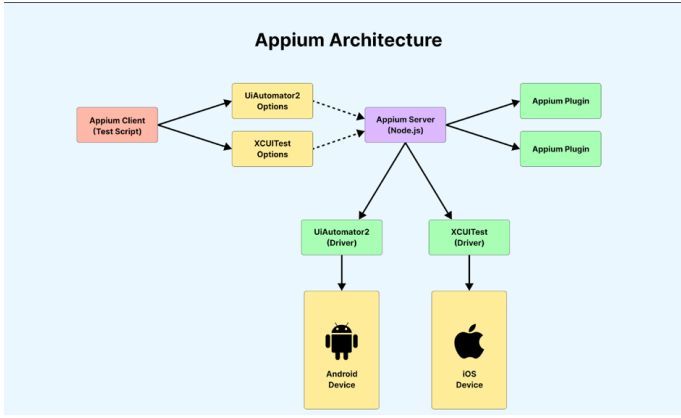 Appium Architecture
Appium Client
(Test Script)
UiAutomator2
Options
XCUITest
Options
Appium Server
(Node.js)
Appium Plugin
Appium Plugin
UiAutomator2
(Driver)
XCUITest
(Driver)
Android
Device
iOS
Device